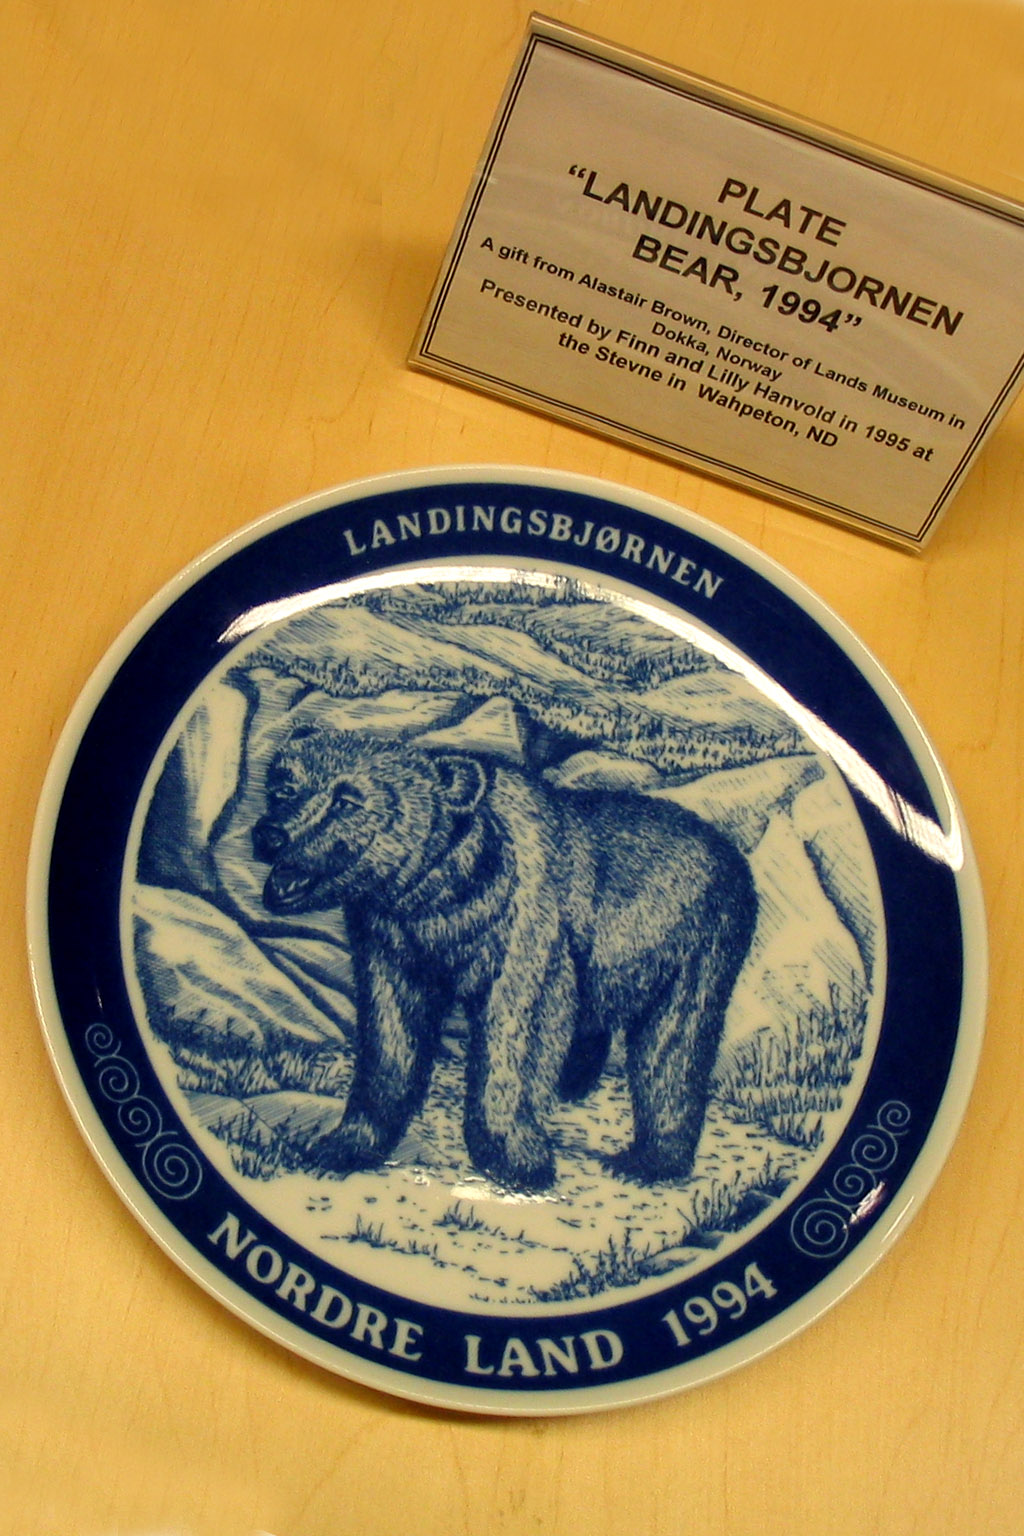 PLATE
“LANDINGSBJORNEN
BEAR, 1994”
A gift from Alastair Brown, Director of Lands Museum in
Dokka, Norway
Presented by Finn and Lilly Hanvold in 1995 at
the Stevne in Wahpeton, ND
LANDINGSBJØRNEN
NORDRE LAND 1994